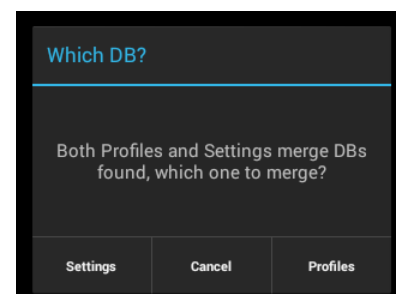 Which DB?
Both Profiles and Settings merge DBs
found, which one to merge?
Settings
Cancel
Profiles